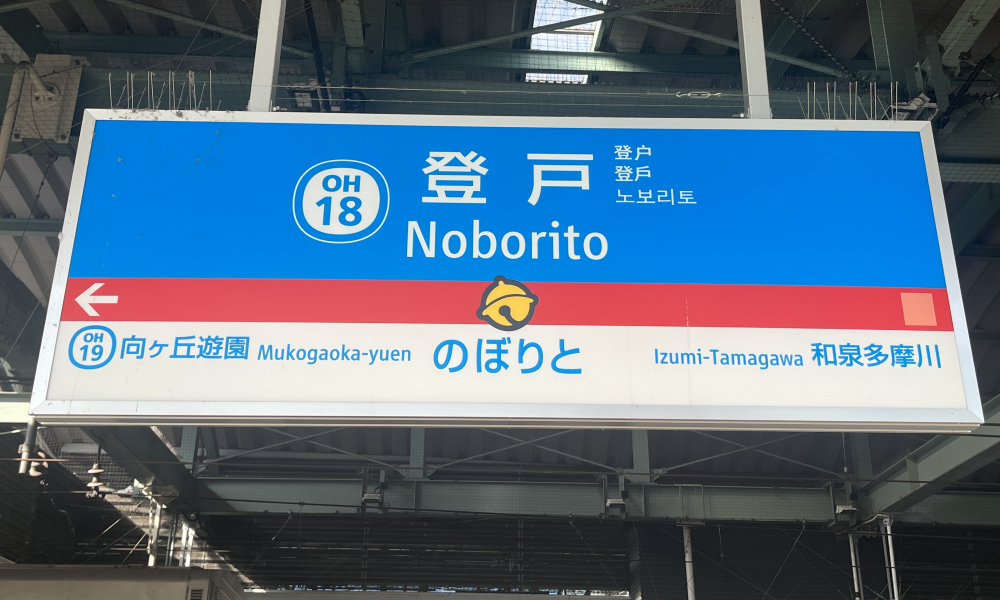 OH
18
登戸
登户
登戶
노보리토
Noborito
←
OH
19
向ヶ丘遊園 Mukogaoka-yuen
のぼりと
Izumi-Tamagawa 和泉多摩川